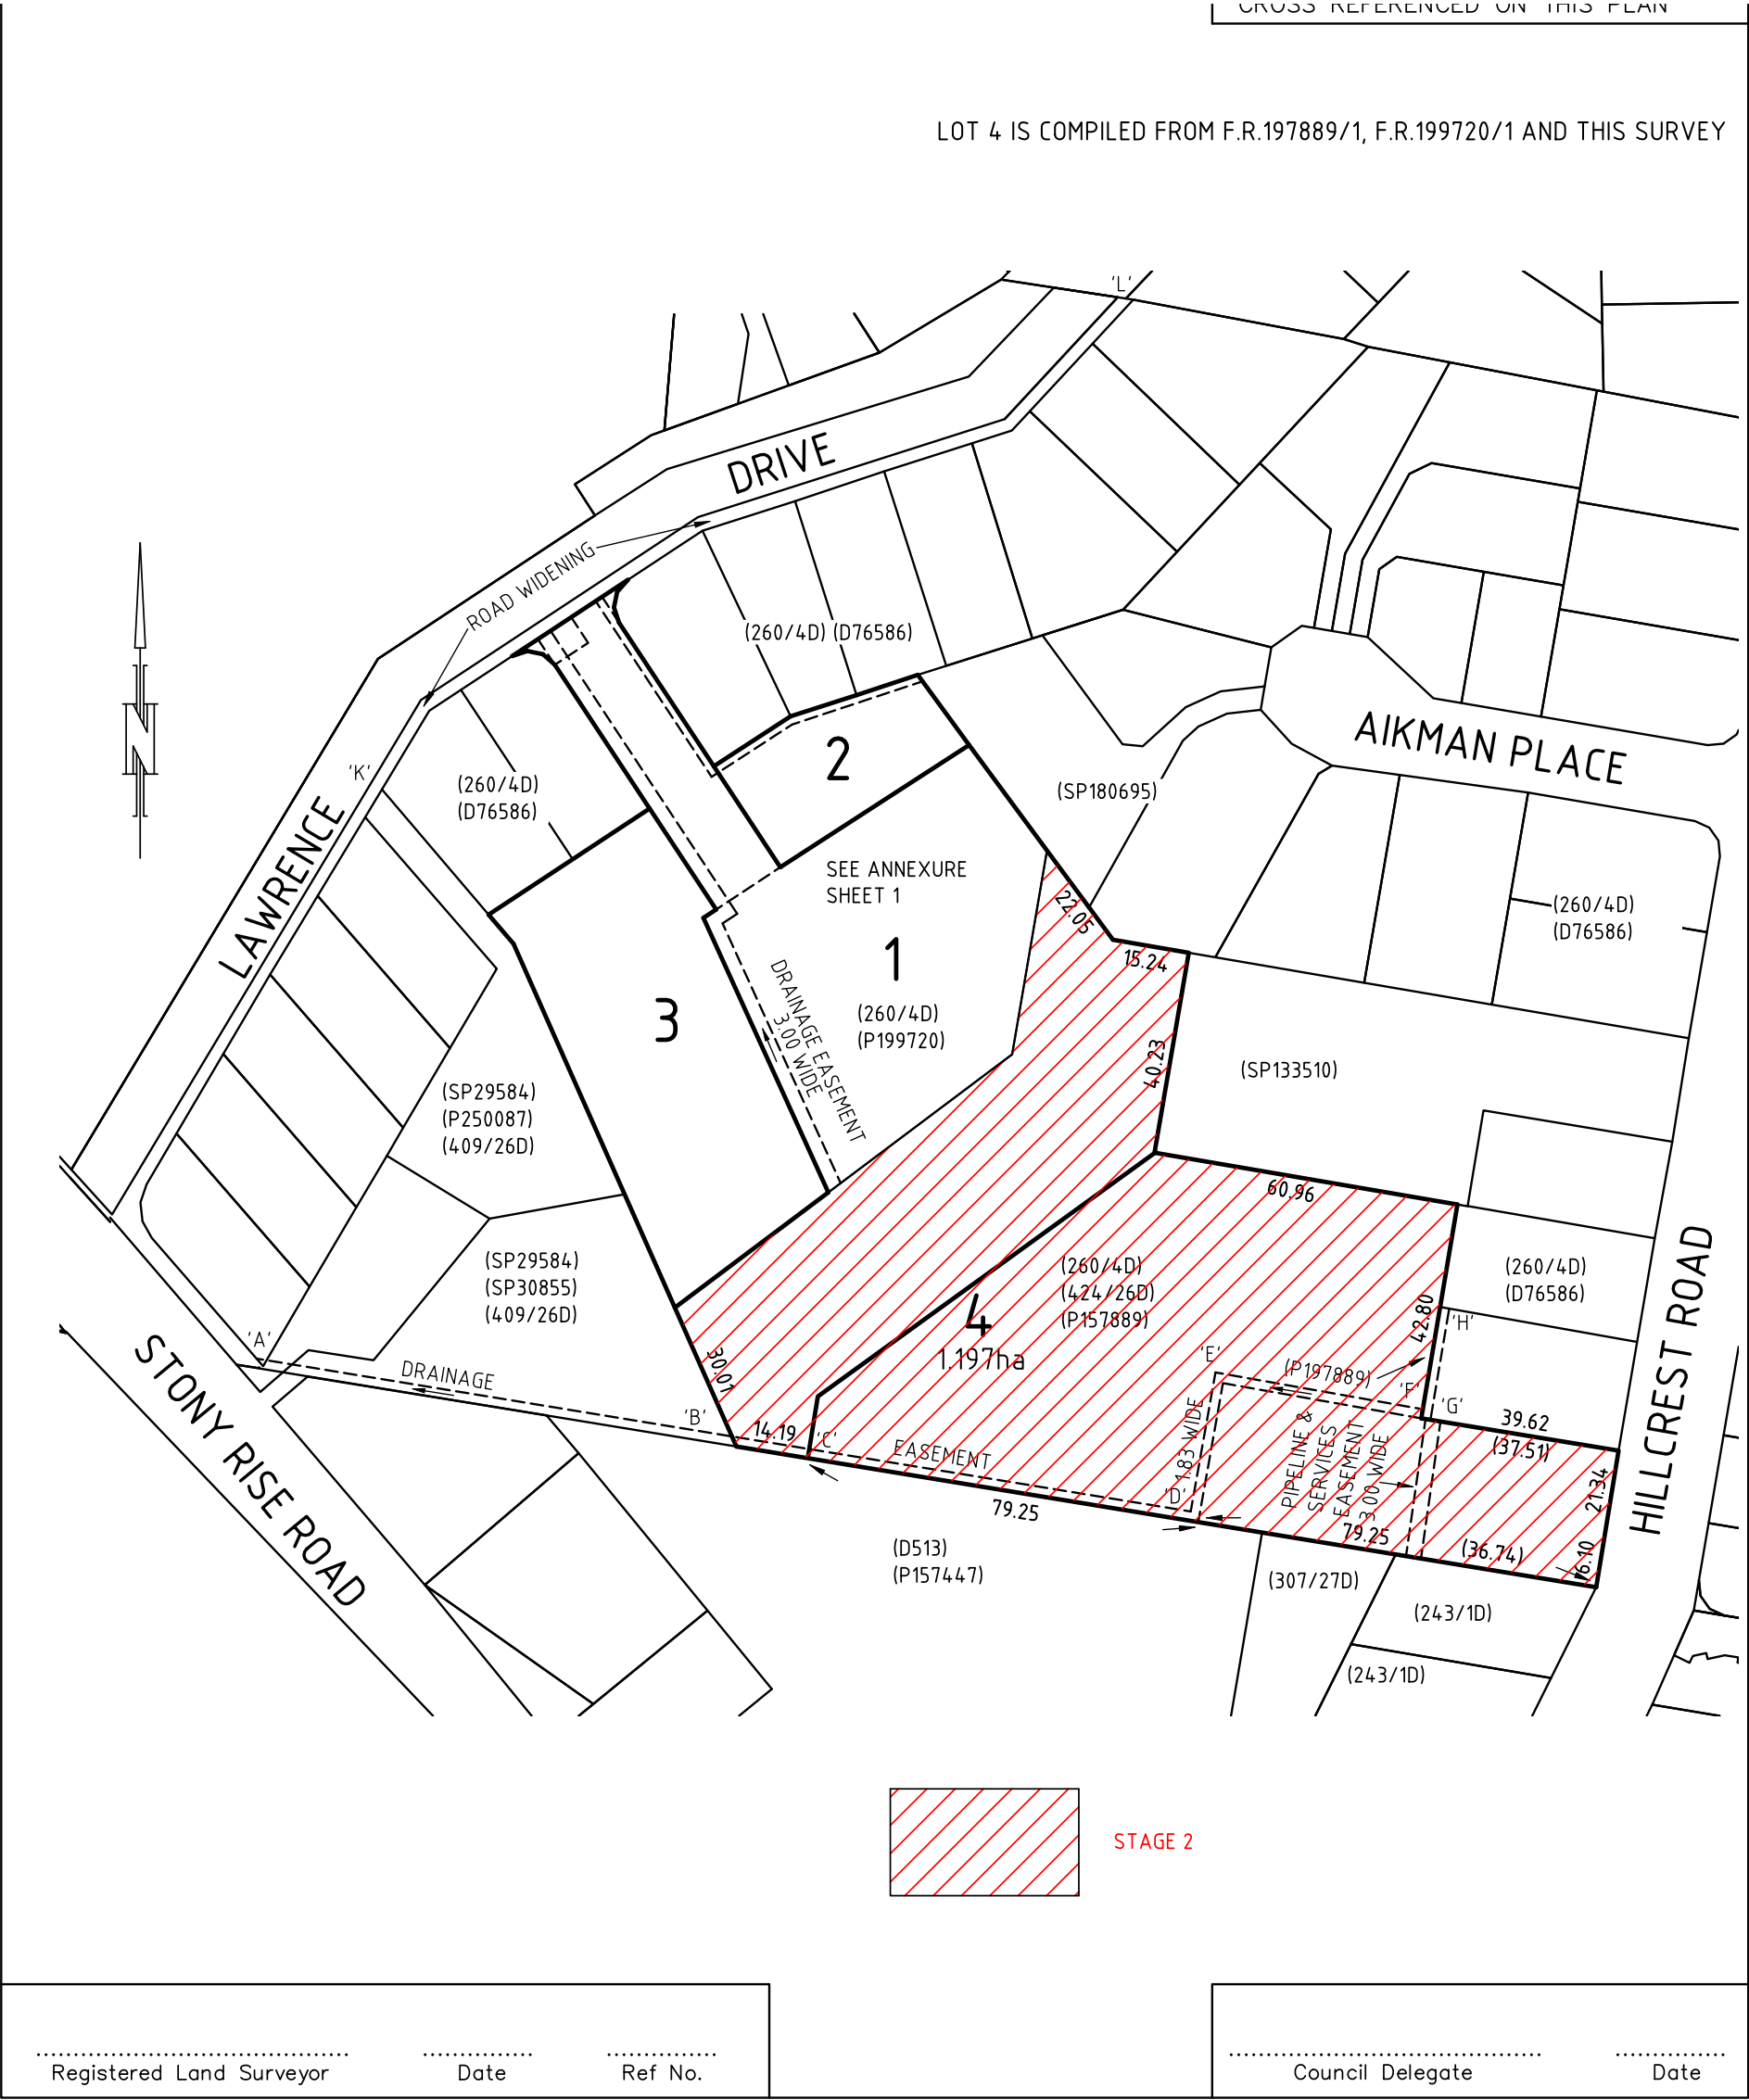 CROSS REFERENCED ON THIS PLAN
LOT 4 IS COMPILED FROM F.R.197889/1, F.R.199720/1 AND THIS SURVEY
'L'
DRIVE
ROAD WIDENING
(260/4D) (D76586)
N
AIKMAN PLACE
2
'K'
(260/4D)
(D76586)
(SP180695)
LAWRENCE
SEE ANNEXURE
SHEET 1
22.05
(260/4D)
(D76586)
1
15.24
3
DRAINAGE EASEMENT
3.00 WIDE
(260/4D)
(P199720)
40.23
(SP133510)
(SP29584)
(P250087)
(409/26D)
60.96
(SP29584)
(SP30855)
(409/26D)
(260/4D)
(424/26D)
(P157889)
(260/4D)
(D76586)
HILLCREST ROAD
4
1.197ha
42.80
'H'
'A'
STONY RISE ROAD
DRAINAGE
30.01
'E'
(P197889)
'F'
'G'
'B'
14.19
'C'
EASEMENT
1.83 WIDE
PIPELINE &
SERVICES
EASEMENT
3.00 WIDE
39.62
(37.51)
21.34
'D'
79.25
79.25
(36.74)
6.10
(D513)
(P157447)
(307/27D)
(243/1D)
(243/1D)
STAGE 2
Registered Land Surveyor
Date
Ref No.
Council Delegate
Date